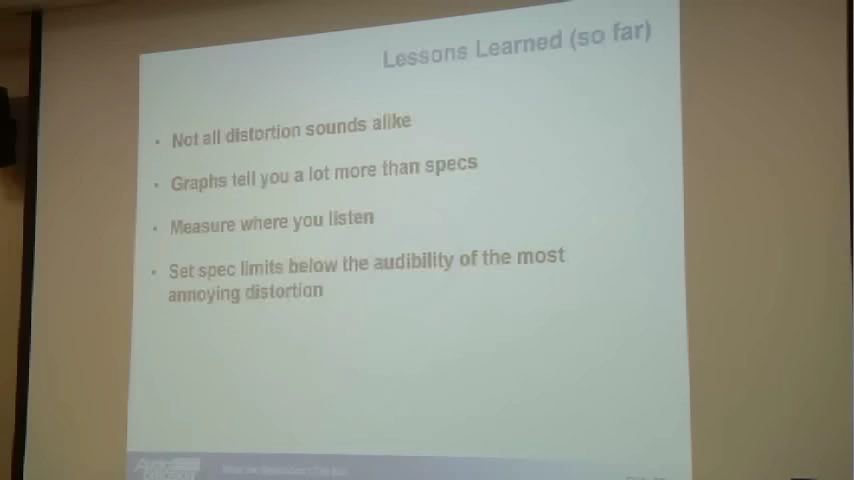 Lessons Learned (so far)
• Not all distortion sounds alike
• Graphs tell you a lot more than specs
• Measure where you listen
• Set spec limits below the audibility of the most
annoying distortion
Audio